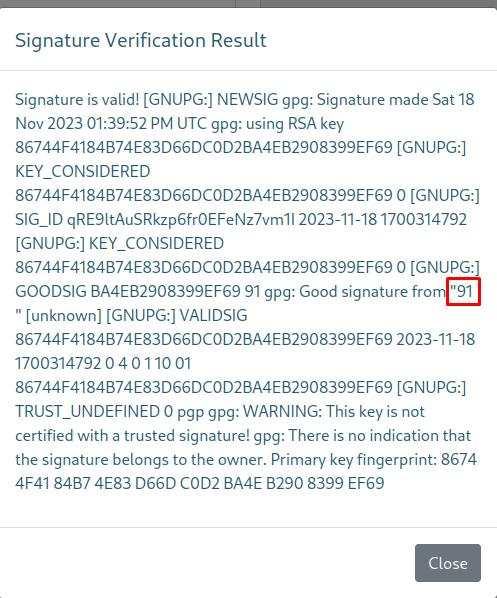 Signature Verification Result
Signature is valid! [GNUPG:] NEWSIG gpg: Signature made Sat 18
Nov 2023 01:39:52 PM UTC gpg: using RSA key
86744F4184B74E83D66DC0D2BA4EB2908399EF69 [GNUPG:]
KEY_CONSIDERED
86744F4184B74E83D66DC0D2BA4EB2908399EF69 0 [GNUPG:]
SIG_ID qRE9ltAuSRkzp6fr0EFeNz7vm1I 2023-11-18 1700314792
[GNUPG:] KEY_CONSIDERED
86744F4184B74E83D66DC0D2BA4EB2908399EF69 0 [GNUPG:]
GOODSIG BA4EB2908399EF69 91 gpg: Good signature from "91
" [unknown] [GNUPG:] VALIDSIG
86744F4184B74E83D66DC0D2BA4EB2908399EF69 2023-11-18
1700314792 0 4 0 1 10 01
86744F4184B74E83D66DC0D2BA4EB2908399EF69 [GNUPG:]
TRUST_UNDEFINED 0 pgp gpg: WARNING: This key is not
certified with a trusted signature! gpg: There is no indication that
the signature belongs to the owner. Primary key fingerprint: 8674
4F41 84B7 4E83 D66D C0D2 BA4E B290 8399 EF69
Close